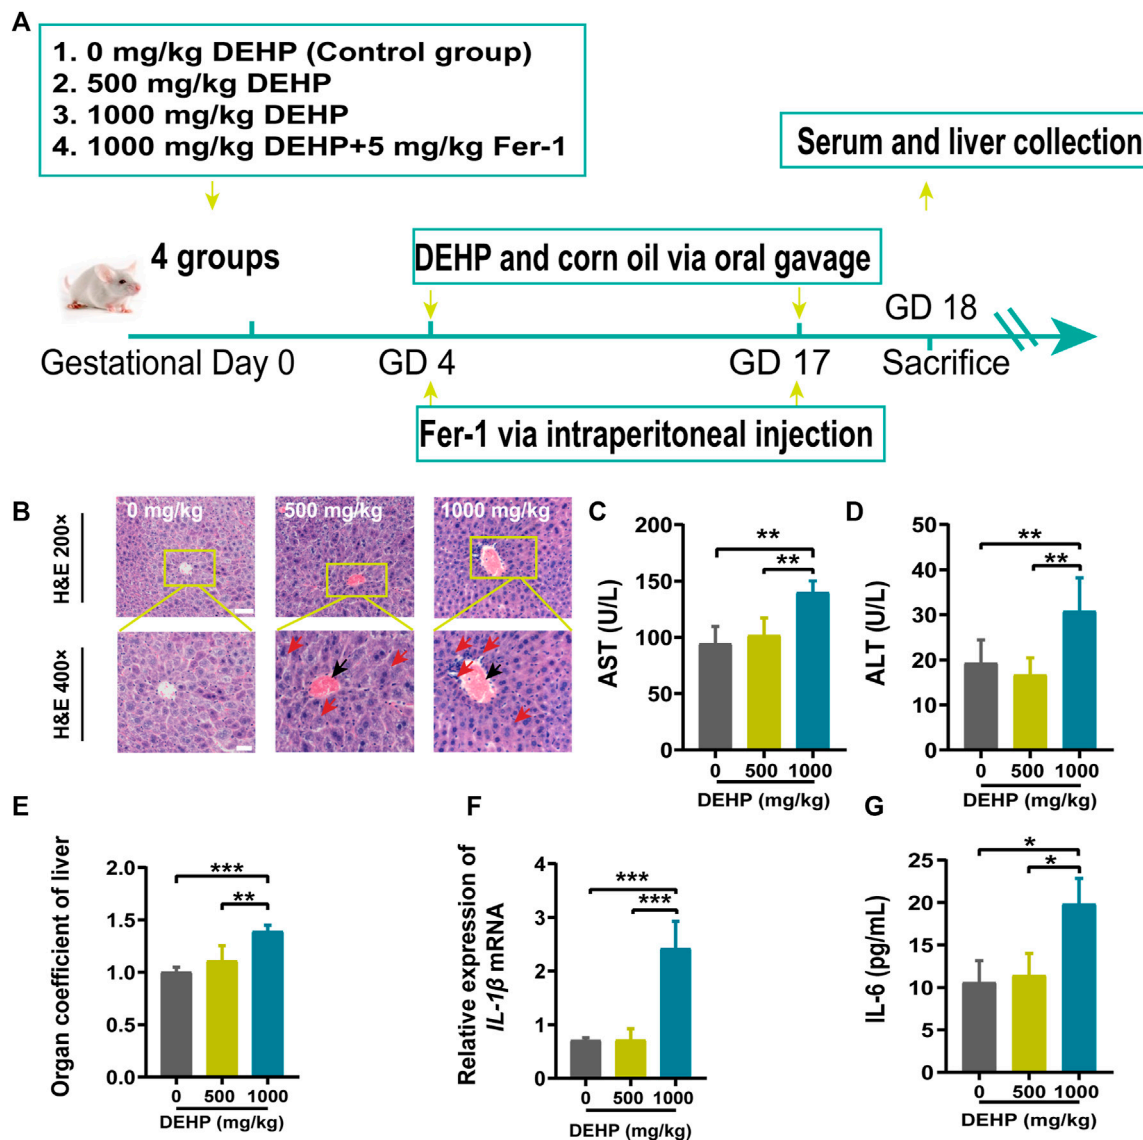 A
1. 0 mg/kg DEHP (Control group)
2. 500 mg/kg DEHP
3. 1000 mg/kg DEHP
4. 1000 mg/kg DEHP+5 mg/kg Fer-1
Serum and liver collection
4 groups
DEHP and corn oil via oral gavage
GD 18
Gestational Day 0
GD 4
GD 17
Sacrifice
Fer-1 via intraperitoneal injection
B
H&E 200×
0 mg/kg
500 mg/kg
1000 mg/kg
H&E 400×
C
AST (U/L)
200
150
100
50
0
**
**
0 500 1000
DEHP (mg/kg)
D
ALT (U/L)
50
40
30
20
10
0
**
**
0 500 1000
DEHP (mg/kg)
E
Organ coefficient of liver
2.0
1.5
1.0
0.5
0.0
***
**
0 500 1000
DEHP (mg/kg)
F
Relative expression of
IL-1β mRNA
4
3
2
1
0
***
***
0 500 1000
DEHP (mg/kg)
G
IL-6 (pg/mL)
25
20
15
10
5
0
*
*
0 500 1000
DEHP (mg/kg)